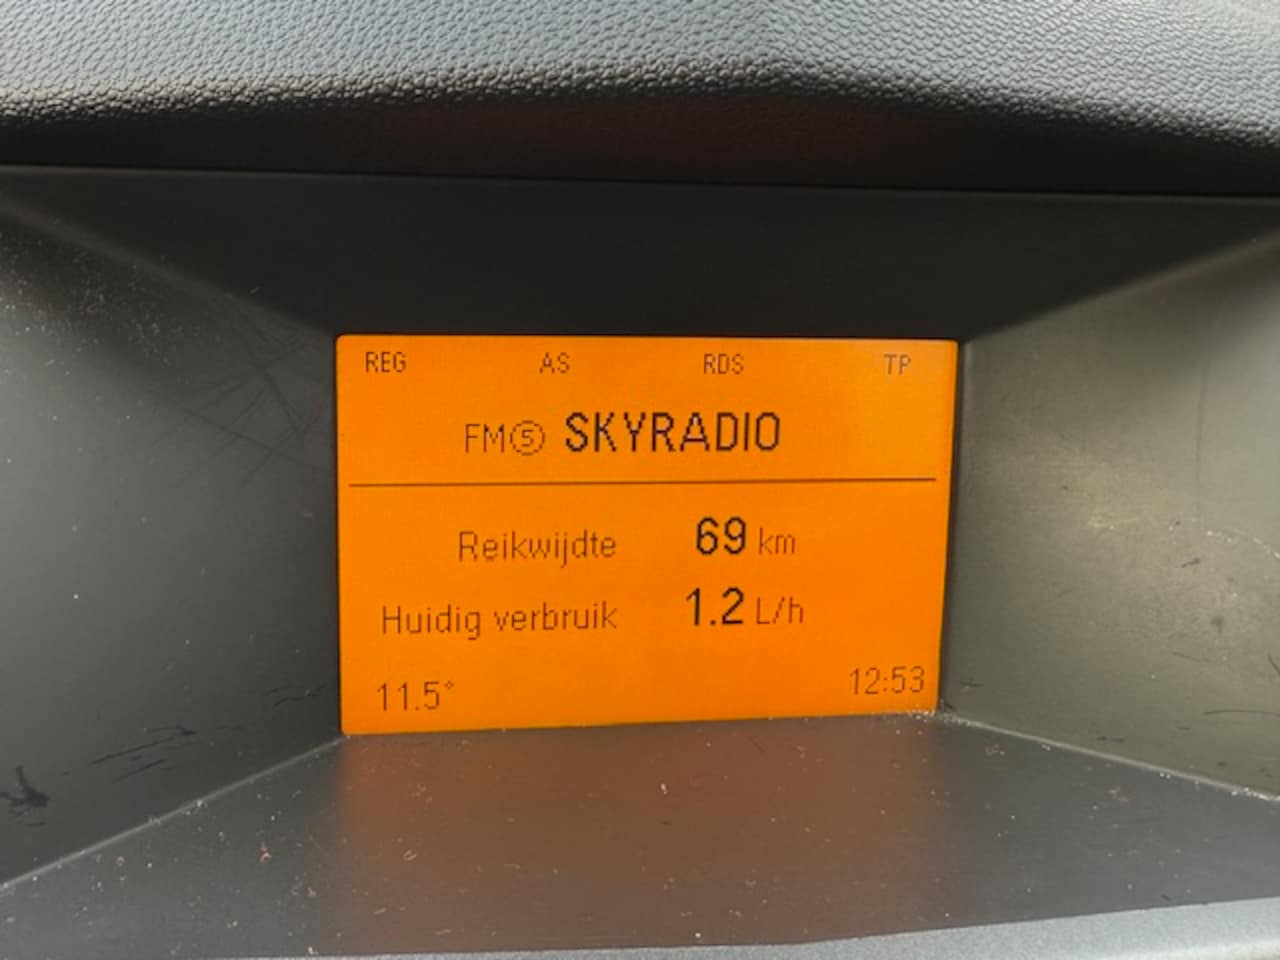 REG AS RDS TP
FM⑤ SKYRADIO
Reikwijdte 69 km
Huidig verbruik 1.2 L/h
11.5° 12:53